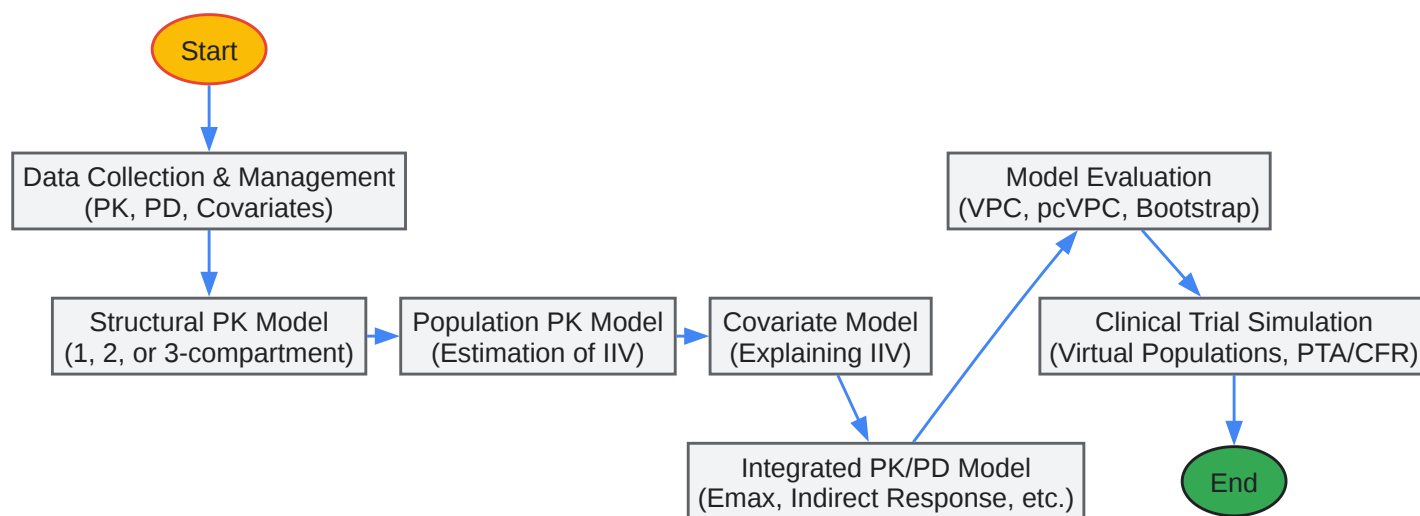 Start
Data Collection & Management
(PK, PD, Covariates)
Structural PK Model
(1, 2, or 3-compartment)
Population PK Model
(Estimation of IIV)
Covariate Model
(Explaining IIV)
Integrated PK/PD Model
(Emax, Indirect Response, etc.)
Model Evaluation
(VPC, pcVPC, Bootstrap)
Clinical Trial Simulation
(Virtual Populations, PTA/CFR)
End